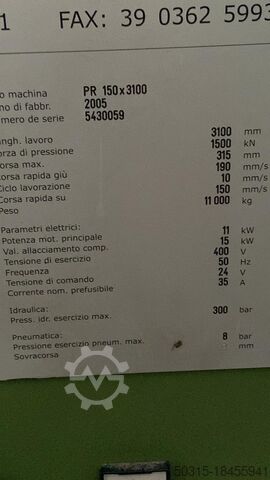 1 FAX: 39 0362 5993
o machina PR 150x3100
no di fabbr. 2005
mero de serie 5430059
ngh. lavoro 3100 mm
orza di pressione 1500 kN
orsa max. 315 mm
orsa rapida giù 190 mm/s
Ciclo lavorazione 10 mm/s
Corsa rapida su 150 mm/s
Peso 11 000 kg
Parametri elettrici:
Potenza mot. principale 11 kW
Val. allacciamento comp. 15 kW
Tensione di esercizio 400 V
Frequenza 50 Hz
Tensione di comando 24 V
Corrente nom. prefusibile 35 A
Idraulica:
Press. idr. esercizio max. 300 bar
Pneumatica:
Pressione esercizio pneum. max. 8 bar
Sovracorsa mm
50315-18455941